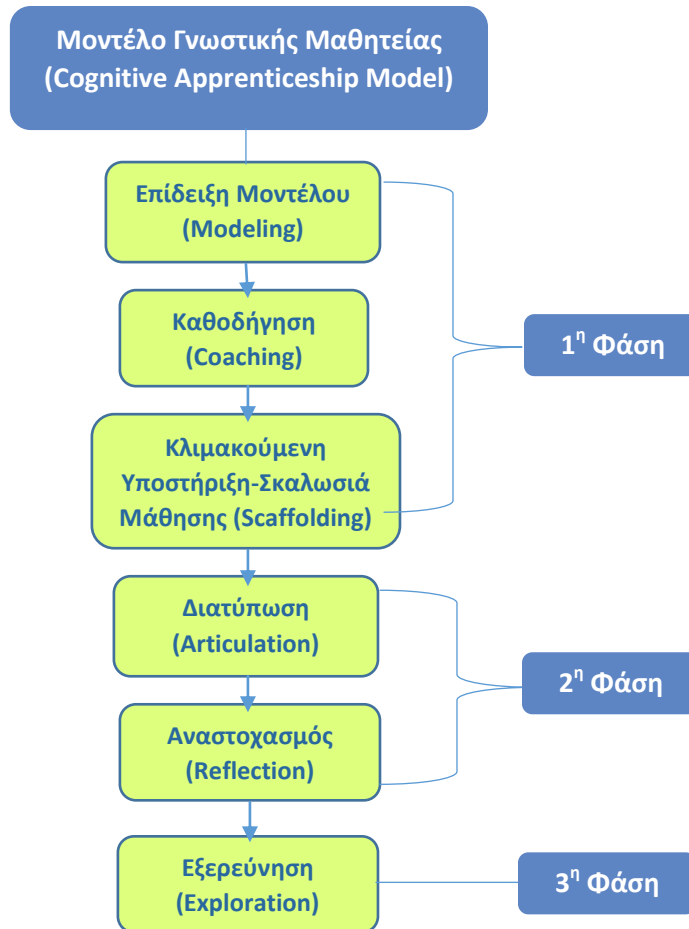 Μοντέλο Γνωστικής Μαθητείας
(Cognitive Apprenticeship Model)
Επίδειξη Μοντέλου
(Modeling)
Καθοδήγηση
(Coaching)
1η Φάση
Κλιμακούμενη
Υποστήριξη-Σκαλωσιά
Μάθησης (Scaffolding)
Διατύπωση
(Articulation)
2η Φάση
Αναστοχασμός
(Reflection)
Εξερεύνηση
(Exploration)
3η Φάση